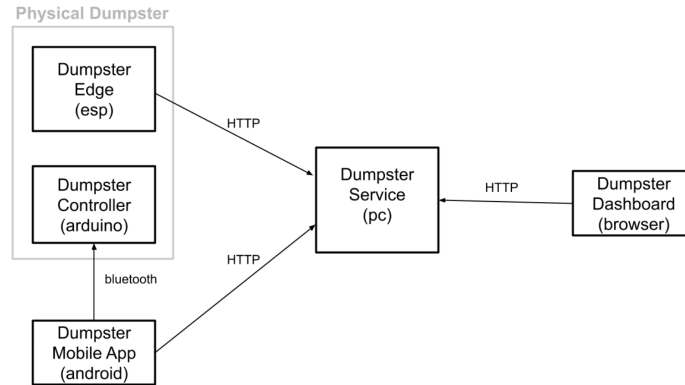 Physical Dumpster
Dumpster
Edge
(esp)
HTTP
Dumpster
Controller
(arduino)
bluetooth
Dumpster
Mobile App
(android)
HTTP
Dumpster
Service
(pc)
HTTP
Dumpster
Dashboard
(browser)